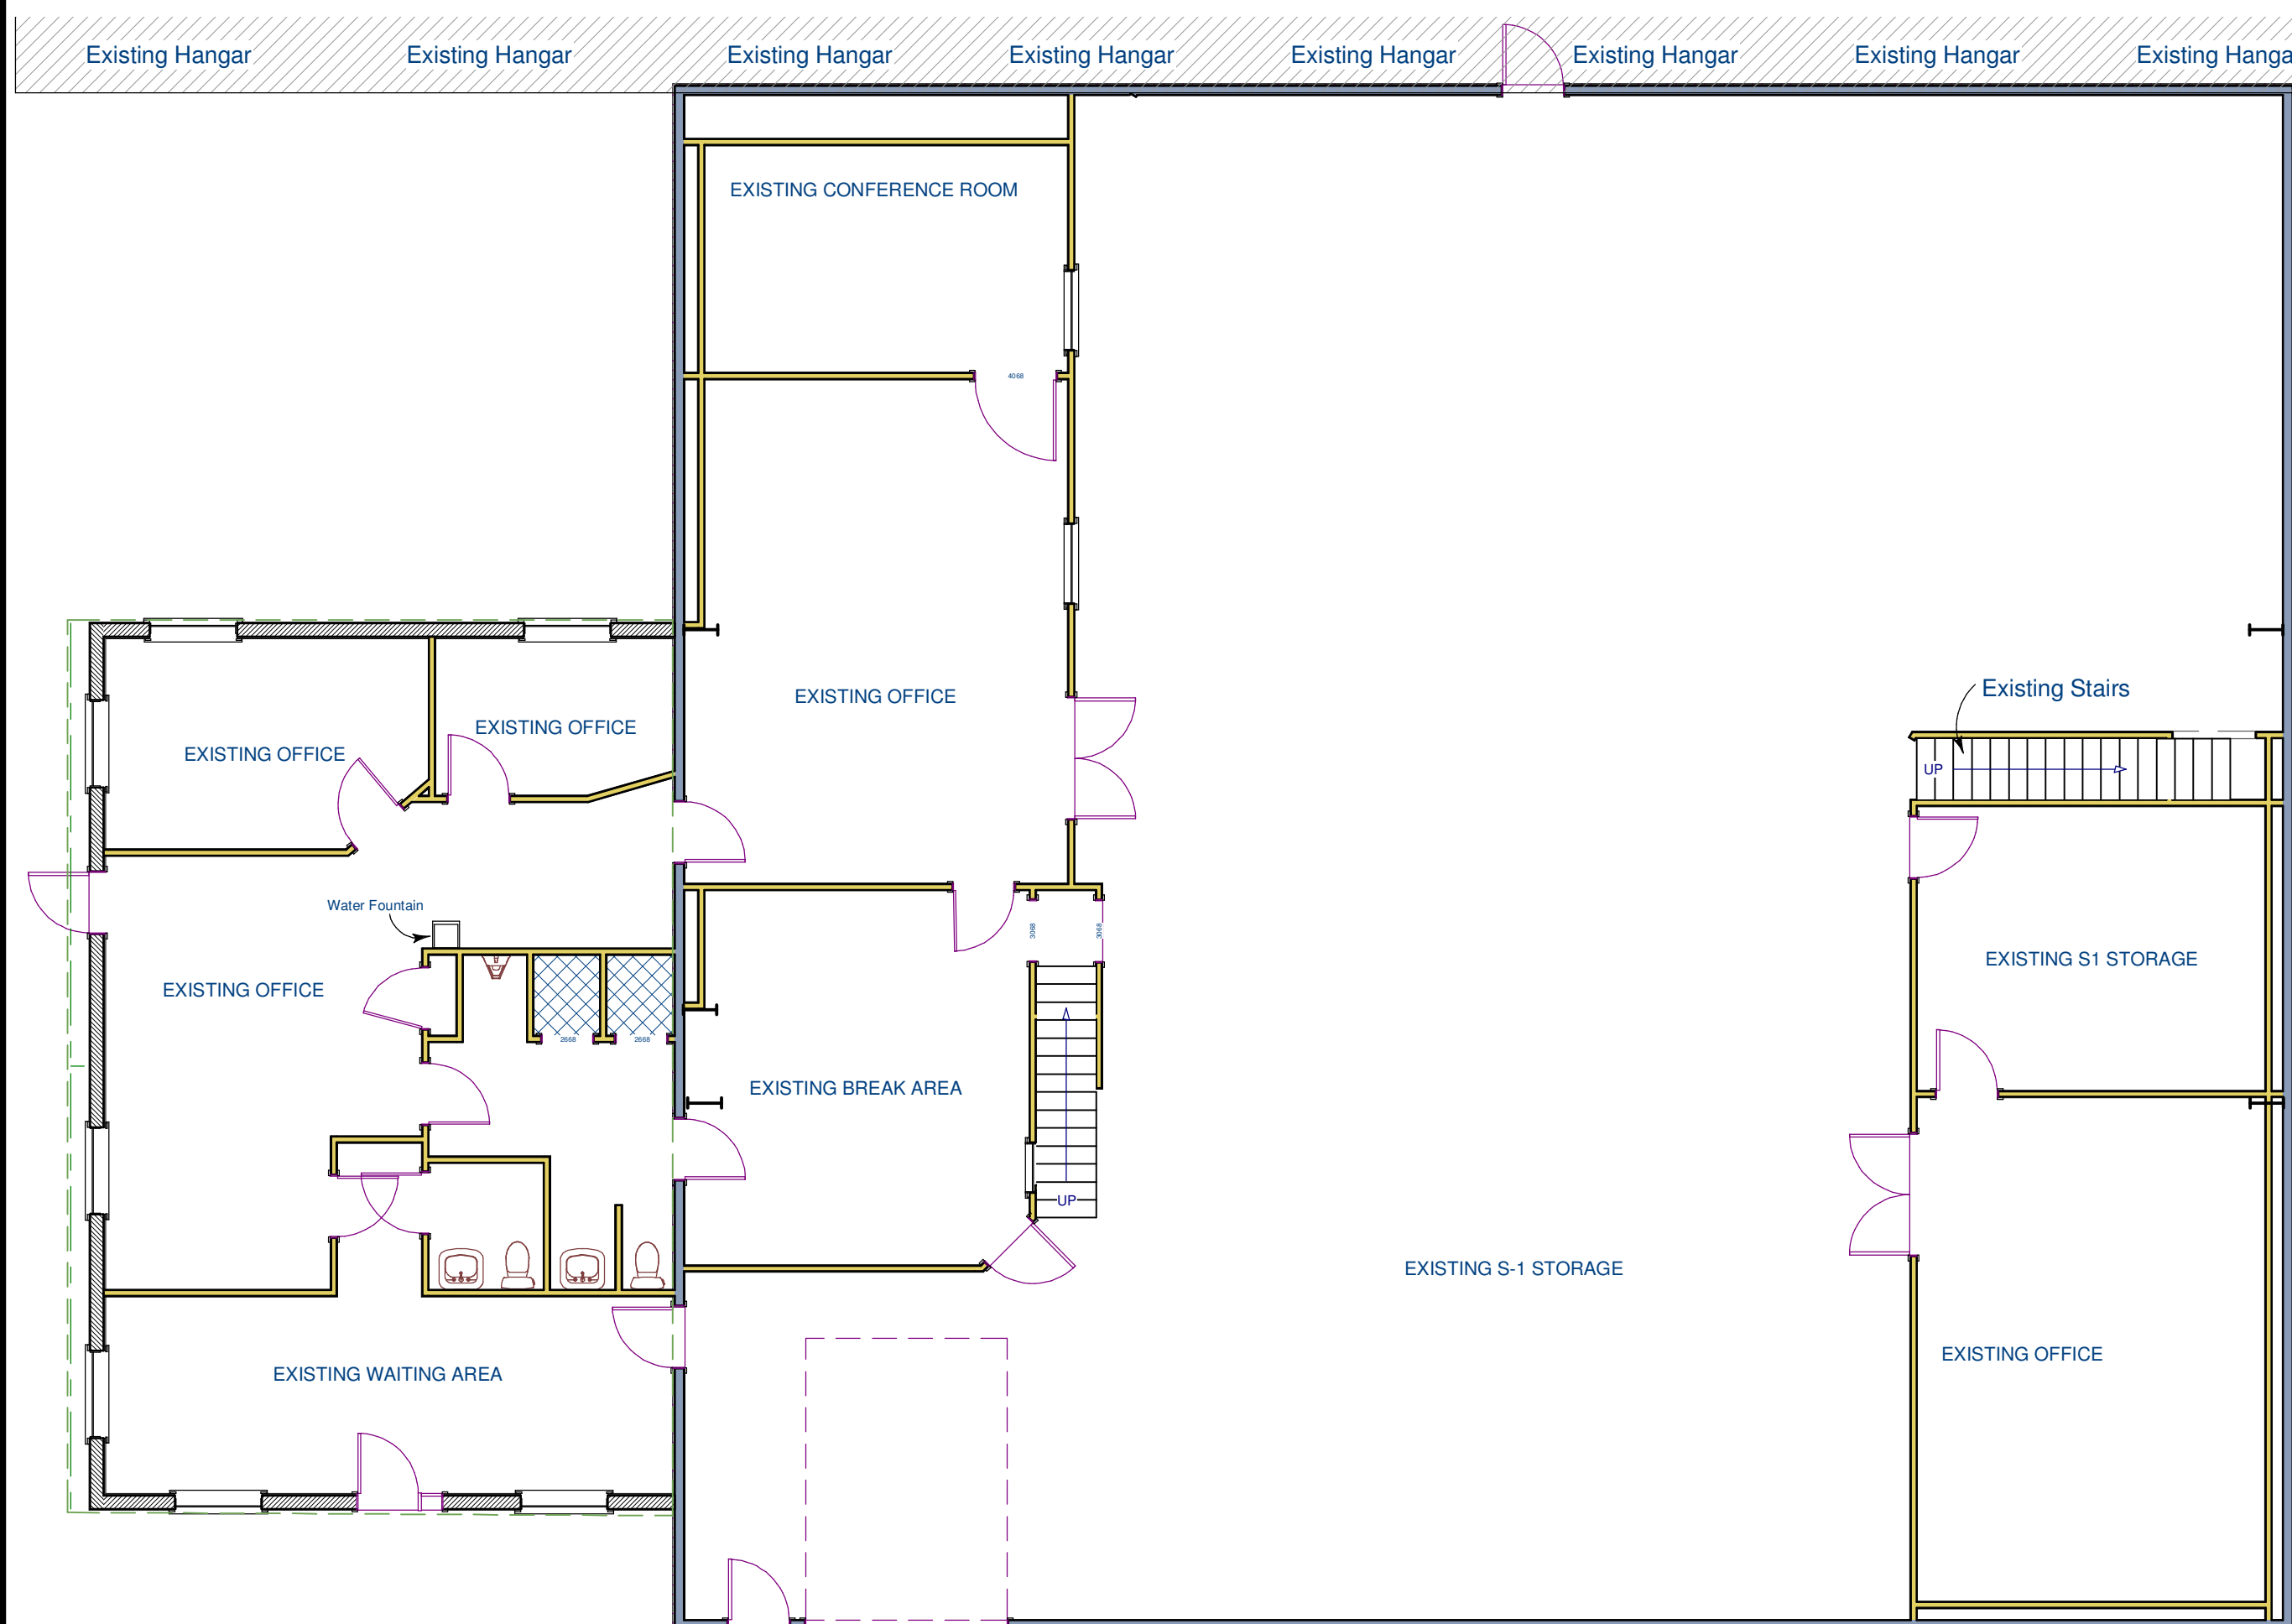 Existing Hangar
Existing Hangar
Existing Hangar
Existing Hangar
Existing Hangar
Existing Hangar
Existing Hangar
Existing Hanga
EXISTING CONFERENCE ROOM
4068
Existing Stairs
EXISTING OFFICE
EXISTING OFFICE
EXISTING OFFICE
UP
Water Fountain
3068
3068
EXISTING S1 STORAGE
EXISTING OFFICE
2668
2668
EXISTING BREAK AREA
UP
EXISTING S-1 STORAGE
EXISTING OFFICE
EXISTING WAITING AREA